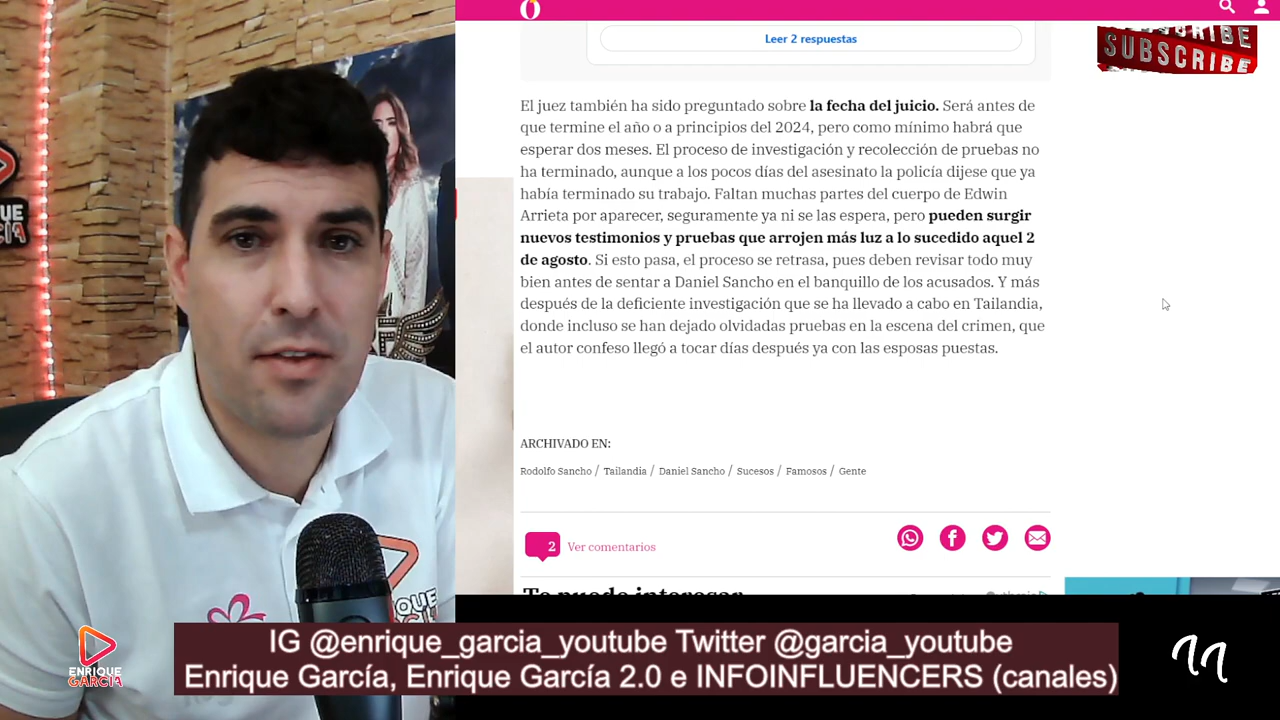 SUBSCRIBE
Leer 2 respuestas
El juez también ha sido preguntado sobre la fecha del juicio. Será antes de
que termine el año o a principios del 2024, pero como mínimo habrá que
esperar dos meses. El proceso de investigación y recolección de pruebas no
ha terminado, aunque a los pocos días del asesinato la policía dijese que ya
había terminado su trabajo. Faltan muchas partes del cuerpo de Edwin
Arrieta por aparecer, seguramente ya ni se las espera, pero pueden surgir
nuevos testimonios y pruebas que arrojen más luz a lo sucedido aquel 2
de agosto. Si esto pasa, el proceso se retrasa, pues deben revisar todo muy
bien antes de sentar a Daniel Sancho en el banquillo de los acusados. Y más
después de la deficiente investigación que se ha llevado a cabo en Tailandia,
donde incluso se han dejado olvidadas pruebas en la escena del crimen, que
el autor confeso llegó a tocar días después ya con las esposas puestas.
ARCHIVADO EN:
Rodolfo Sancho / Tailandia / Daniel Sancho / Sucesos / Famosos / Gente
2 Ver comentarios
Te puede interesar
IG @enrique_garcia_youtube Twitter @garcia_youtube
Enrique García, Enrique García 2.0 e INFOINFLUENCERS (canales)
ENRIQUE
GARCIA